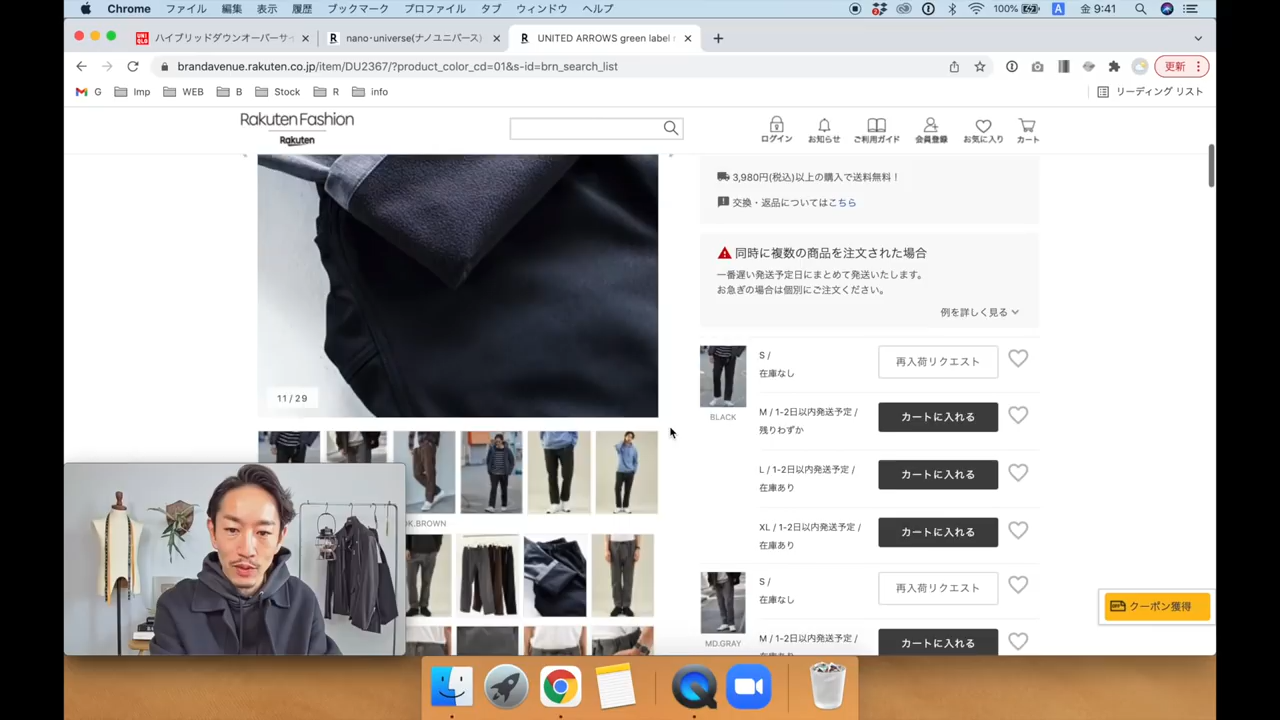 Chrome ファイル 編集 表示 履歴 ブックマーク プロファイル タブ ウィンドウ ヘルプ 100% A 金 9:41
UNI QLO ハイブリッドダウンオーバーサイ × R nano・universe(ナノユニバース) × R UNITED ARROWS green label r ×
brandavenue.rakuten.co.jp/item/DU2367/?product_color_cd=01&s-id=brn_search_list 更新
G Imp WEB B Stock R info リーディング リスト
Rakuten Fashion
Rakuten
ログイン お知らせ ご利用ガイド 会員登録 お気に入り カート
3,980円(税込)以上の購入で送料無料！
交換・返品についてはこちら
同時に複数の商品を注文された場合
一番遅い発送予定日にまとめて発送いたします。
お急ぎの場合は個別にご注文ください。
例を詳しく見る
11 / 29
S /
在庫なし
再入荷リクエスト
BLACK
M / 1-2日以内発送予定 /
残りわずか
カートに入れる
L / 1-2日以内発送予定 /
在庫あり
カートに入れる
XL / 1-2日以内発送予定 /
在庫あり
カートに入れる
S /
在庫なし
再入荷リクエスト
MD.GRAY
M / 1-2日以内発送予定 /
カートに入れる
クーポン獲得